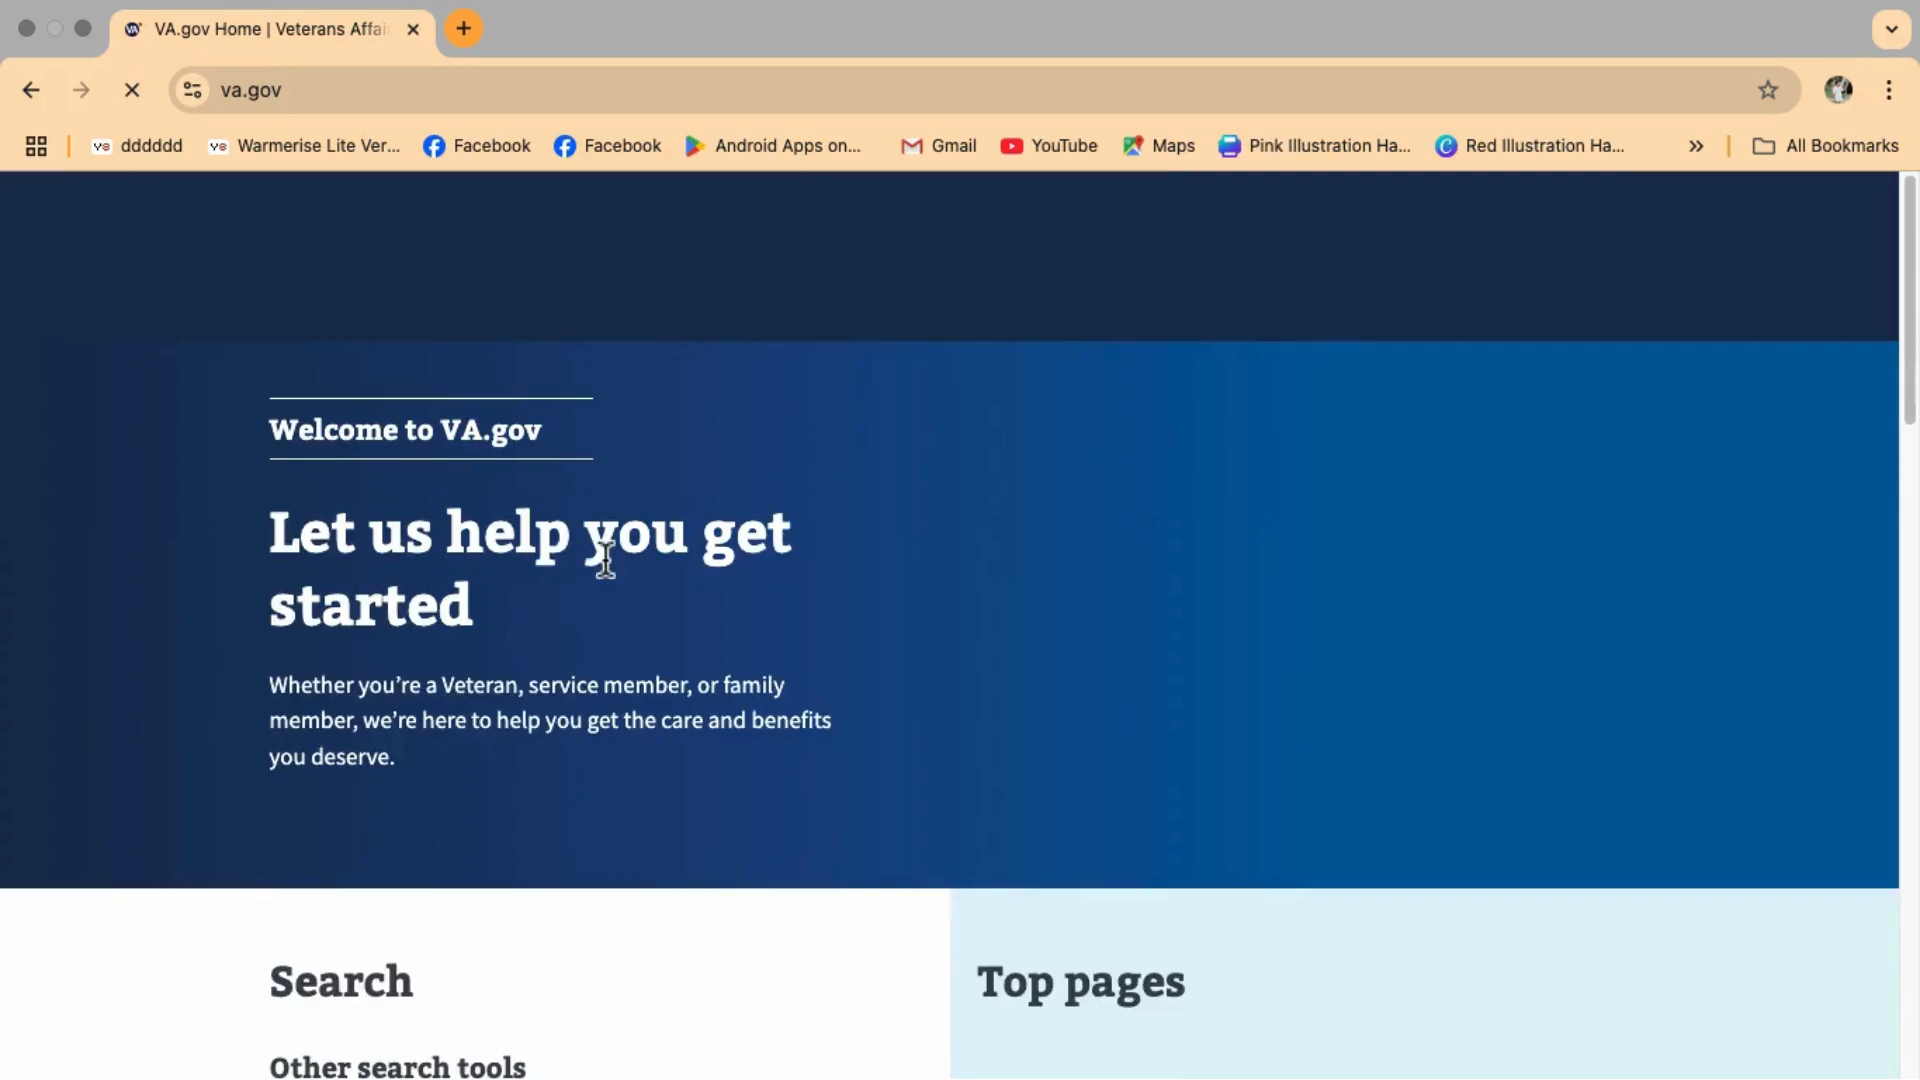 VA.gov Home | Veterans Affai
va.gov
dddddd
Warmerise Lite Ver...
Facebook
Facebook
Android Apps on...
Gmail
YouTube
Maps
Pink Illustration Ha...
Red Illustration Ha...
All Bookmarks
Welcome to VA.gov
Let us help you get
started
Whether you’re a Veteran, service member, or family
member, we’re here to help you get the care and benefits
you deserve.
Search
Top pages
Other search tools